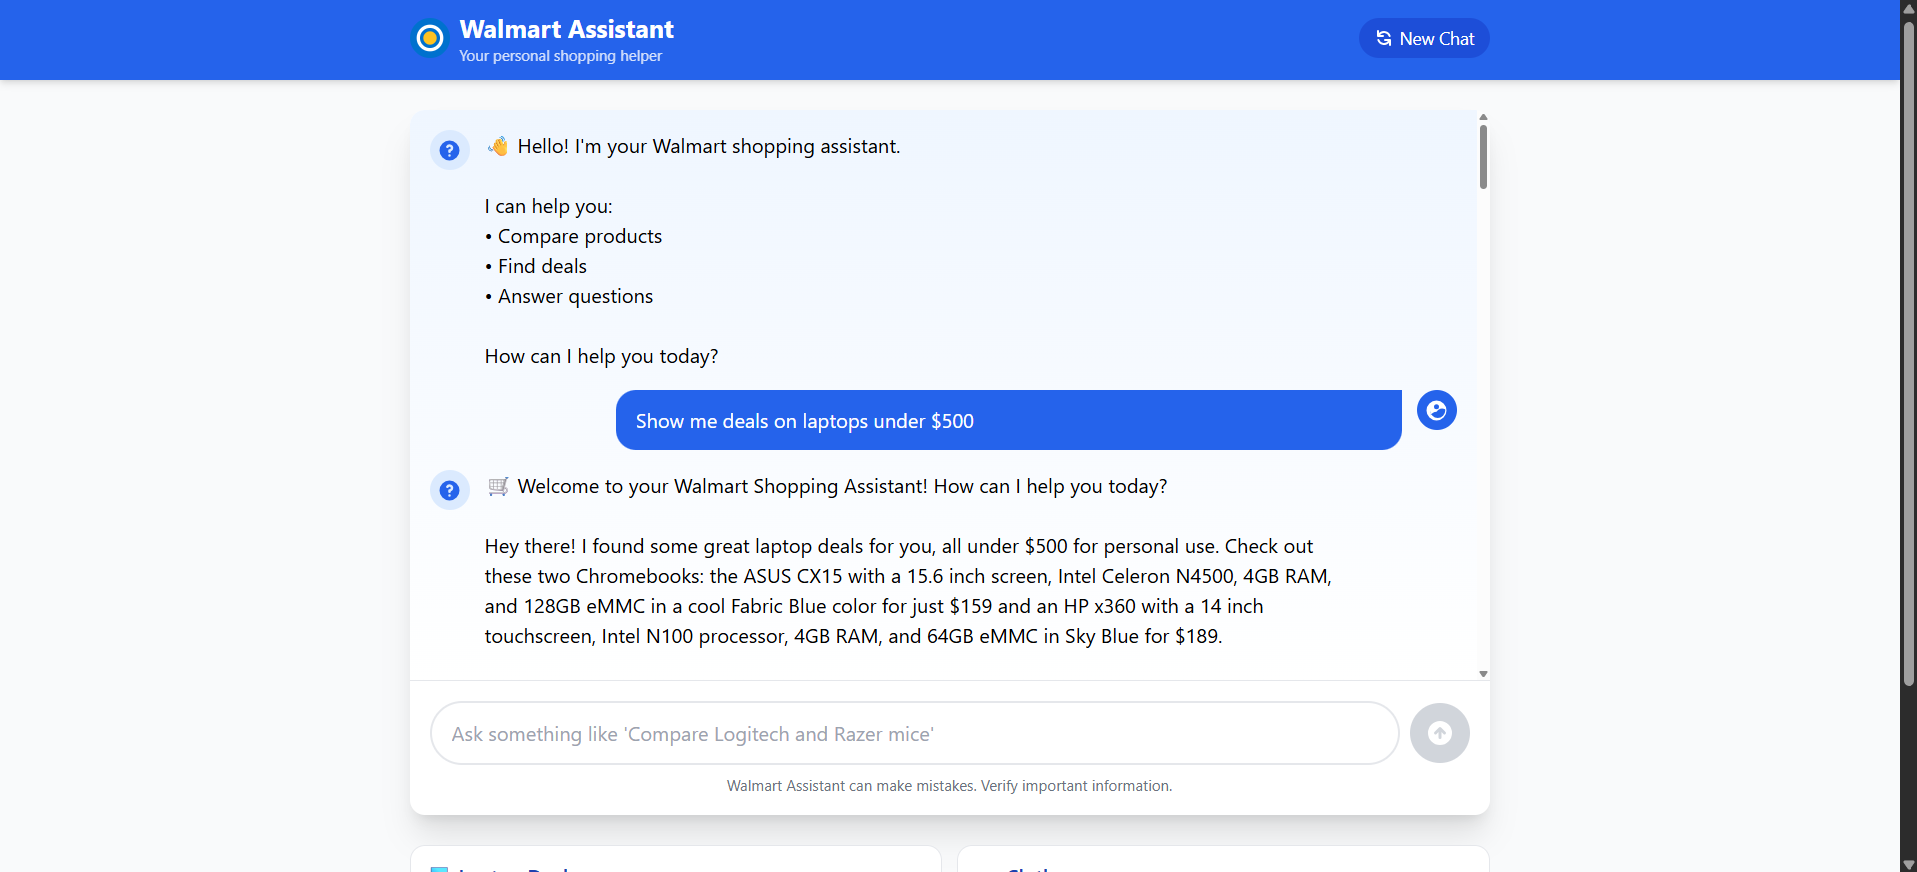 Walmart Assistant
Your personal shopping helper
New Chat
👋 Hello! I'm your Walmart shopping assistant.
I can help you:
• Compare products
• Find deals
• Answer questions
How can I help you today?
Show me deals on laptops under $500
🛒 Welcome to your Walmart Shopping Assistant! How can I help you today?
Hey there! I found some great laptop deals for you, all under $500 for personal use. Check out
these two Chromebooks: the ASUS CX15 with a 15.6 inch screen, Intel Celeron N4500, 4GB RAM,
and 128GB eMMC in a cool Fabric Blue color for just $159 and an HP x360 with a 14 inch
touchscreen, Intel N100 processor, 4GB RAM, and 64GB eMMC in Sky Blue for $189.
Ask something like 'Compare Logitech and Razer mice'
Walmart Assistant can make mistakes. Verify important information.